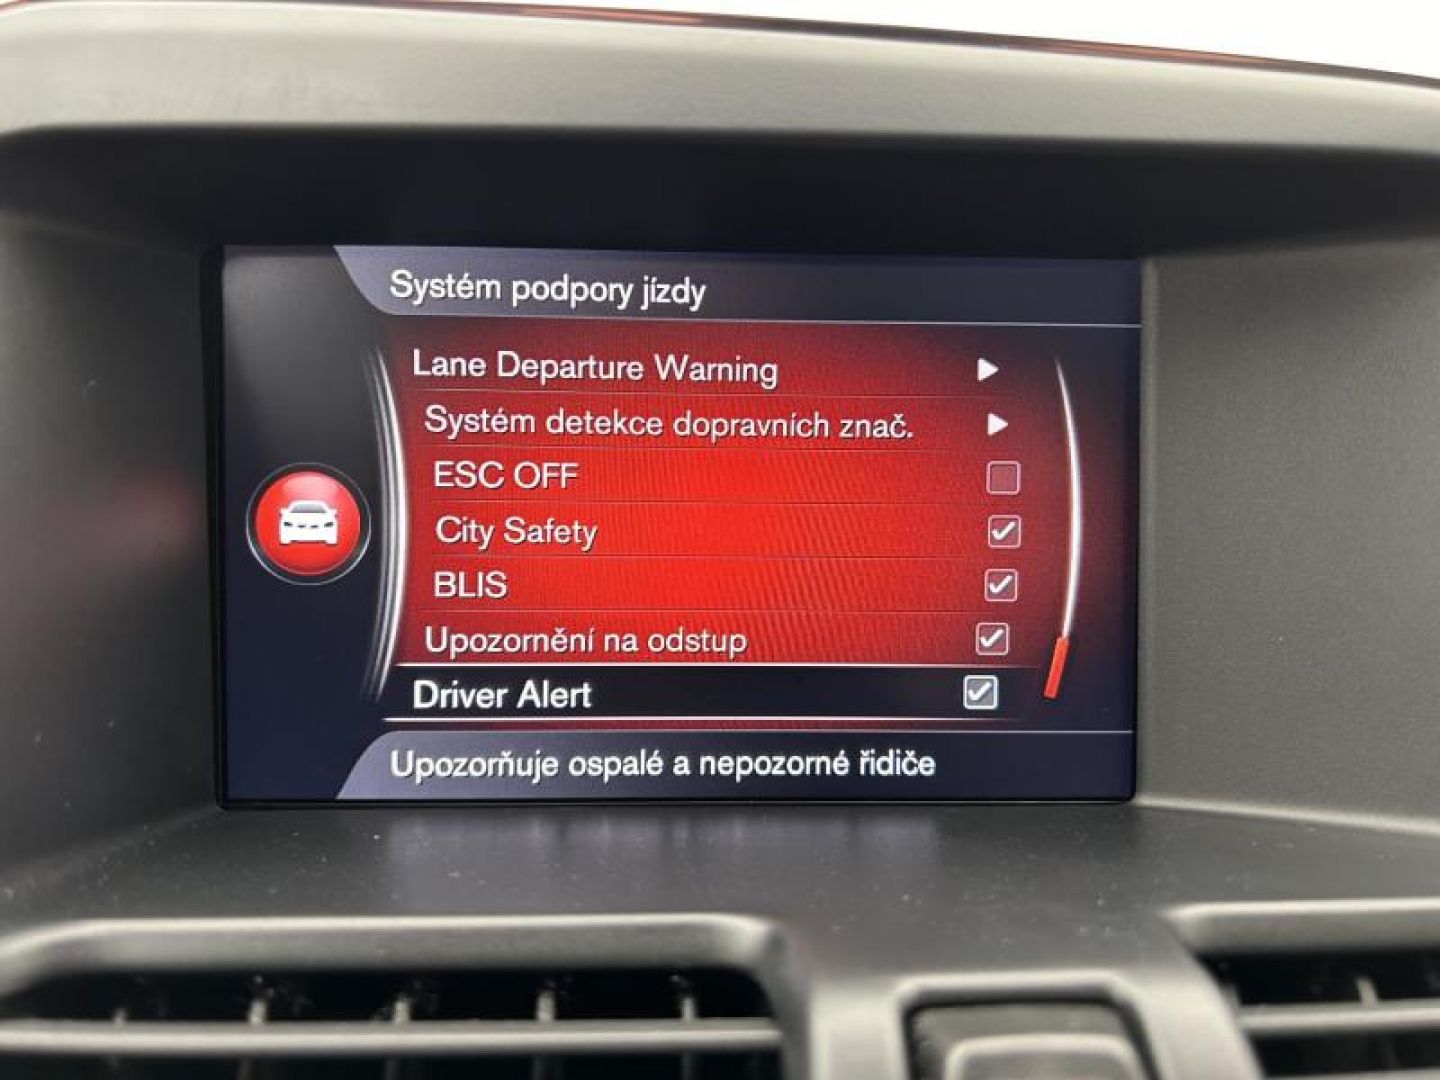 Systém podpory jízdy
Lane Departure Warning
Systém detekce dopravních znač.
ESC OFF
City Safety
BLIS
Upozornění na odstup
Driver Alert
Upozorňuje ospalé a nepozorné řidiče